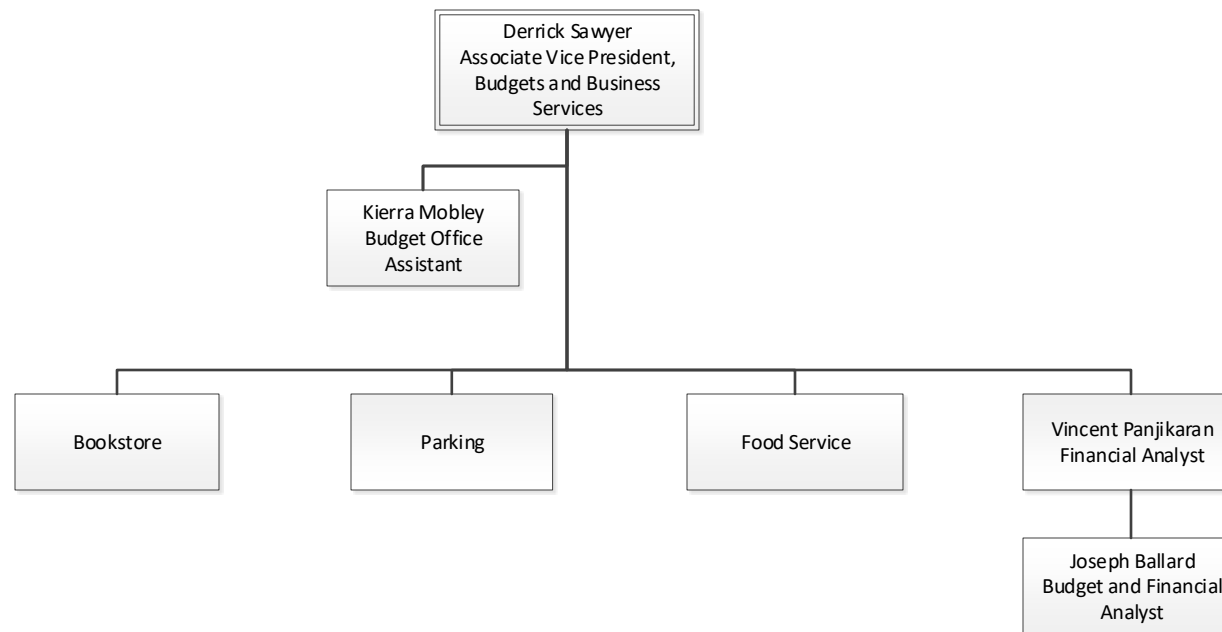 Derrick Sawyer
Associate Vice President,
Budgets and Business
Services
Kierra Mobley
Budget Office
Assistant
Bookstore
Parking
Food Service
Vincent Panjikaran
Financial Analyst
Joseph Ballard
Budget and Financial
Analyst